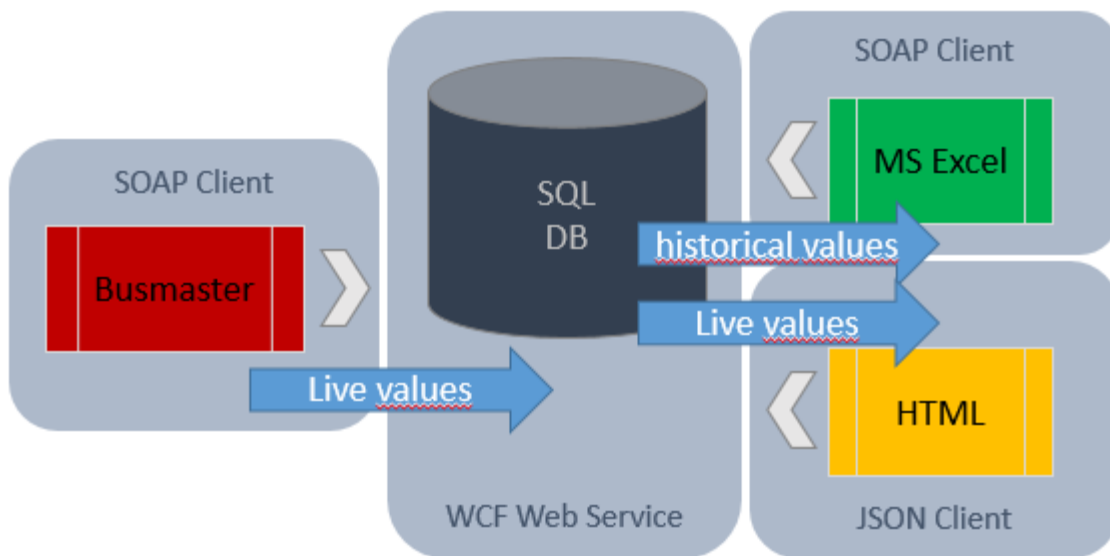 SOAP Client
Busmaster
Live values
SQL
DB
WCF Web Service
SOAP Client
MS Excel
historical values
Live values
HTML
JSON Client